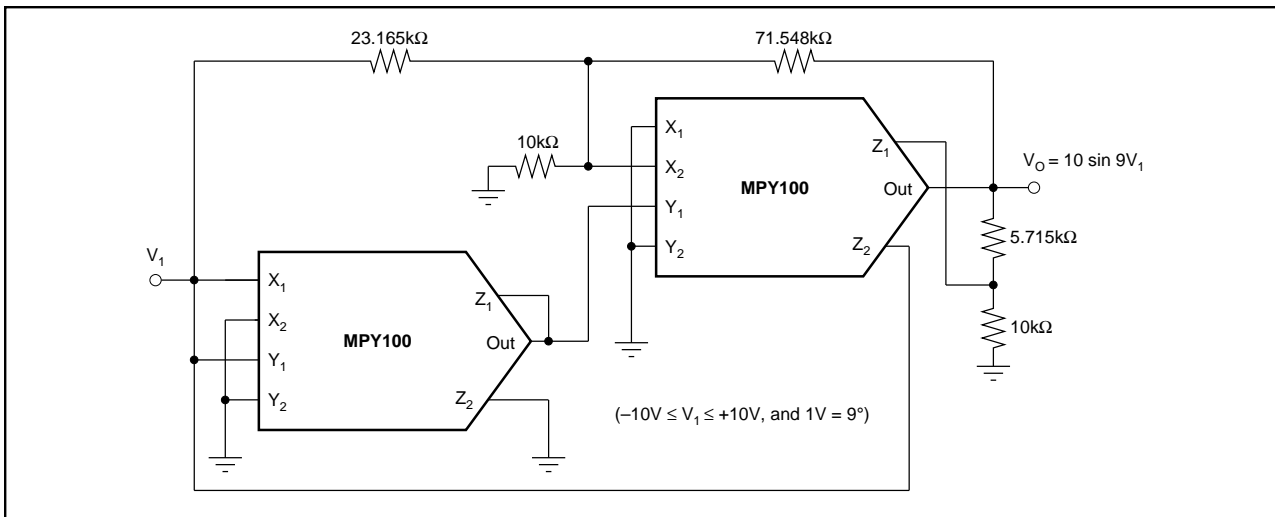 23.165kΩ
71.548kΩ
10kΩ
X₁
X₂
Y₁
Y₂
MPY100
Z₁
Out
Z₂
V_O = 10 sin 9V₁
5.715kΩ
10kΩ
V₁
X₁
X₂
Y₁
Y₂
MPY100
Z₁
Out
Z₂
(–10V ≤ V₁ ≤ +10V, and 1V = 9°)